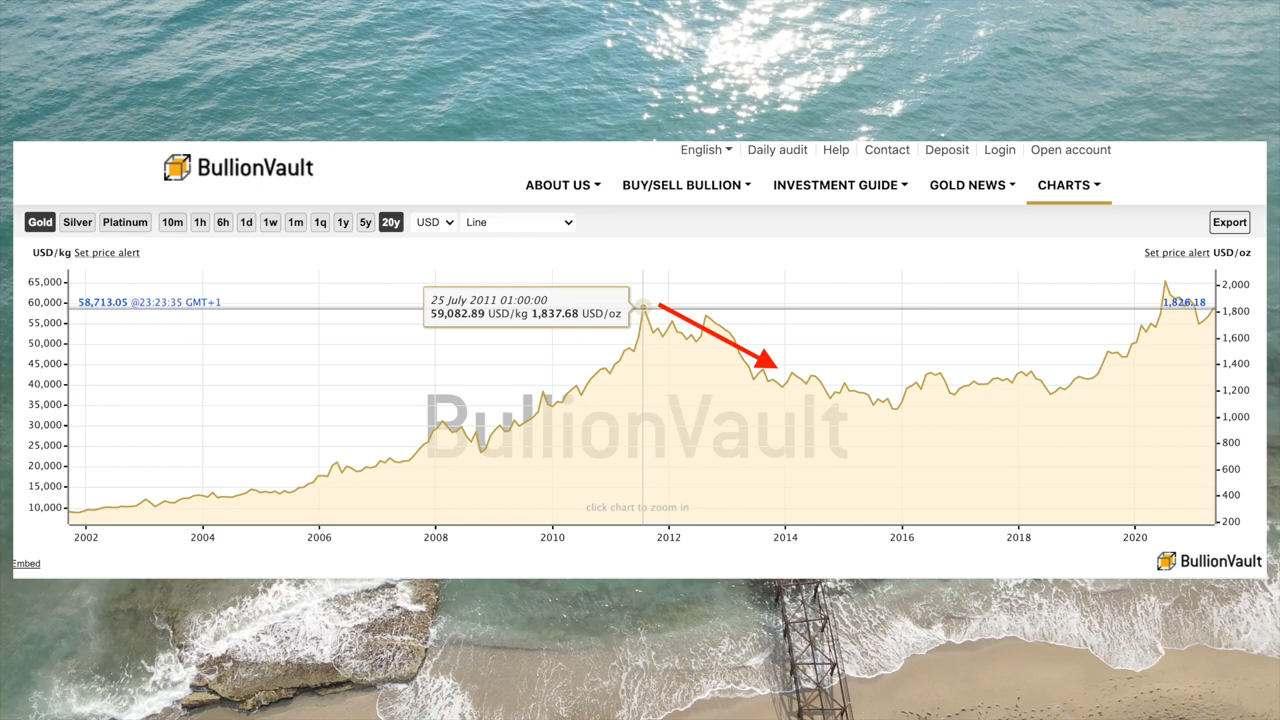 English Daily audit Help Contact Deposit Login Open account
BullionVault
ABOUT US BUY/SELL BULLION INVESTMENT GUIDE GOLD NEWS CHARTS
Gold Silver Platinum 10m 1h 6h 1d 1w 1m 1q 1y 5y 20y USD Line Export
USD/kg Set price alert Set price alert USD/oz
65,000 2,000
60,000 58,713.05 @23:23:35 GMT+1 25 July 2011 01:00:00 1,826.18
59,082.89 USD/kg 1,837.68 USD/oz 1,800
55,000
50,000 1,600
45,000 1,400
40,000 1,200
35,000 1,000
30,000
BullionVault
25,000 800
20,000 600
15,000 400
10,000 click chart to zoom in
200
2002 2004 2006 2008 2010 2012 2014 2016 2018 2020
Embed BullionVault